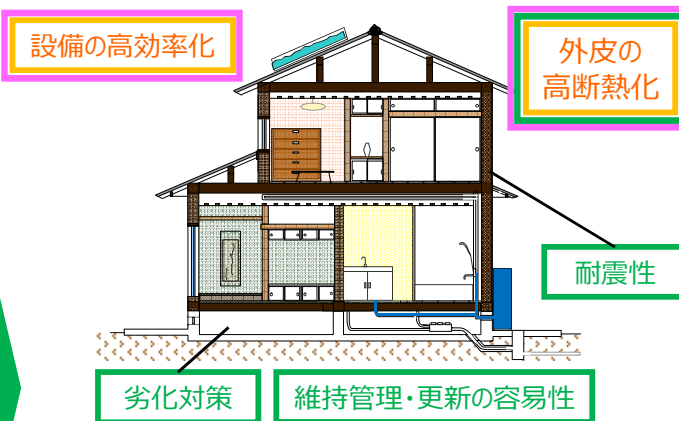 設備の高効率化
外皮の
高断熱化
耐震性
劣化対策
維持管理・更新の容易性